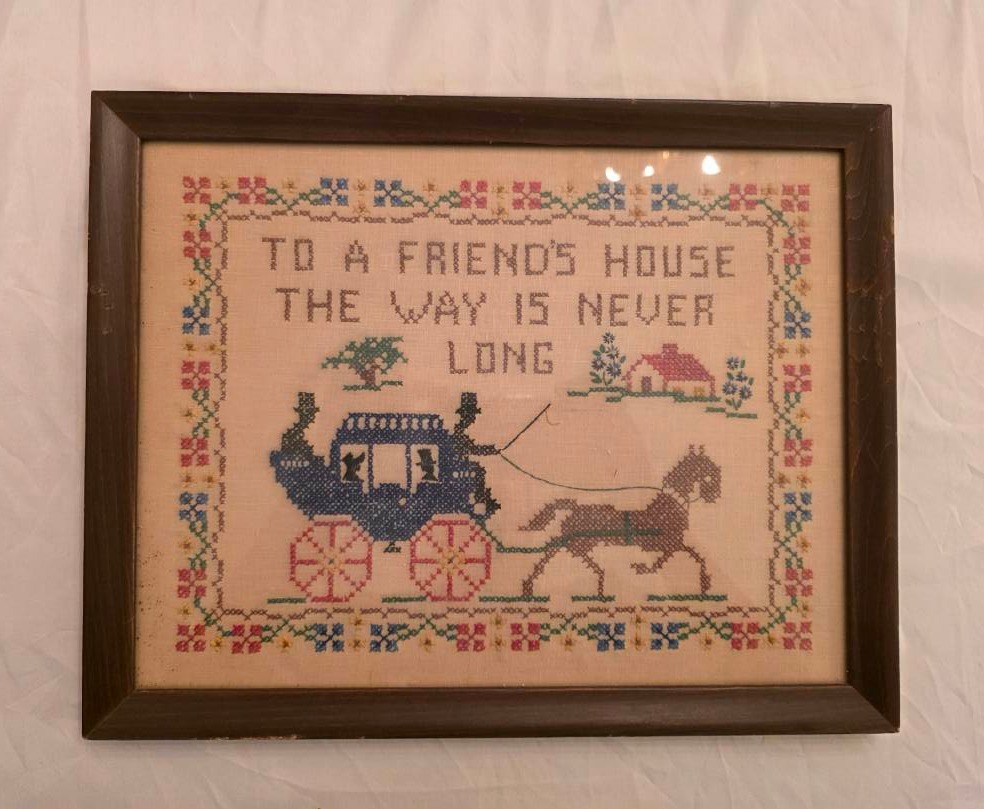 TO A FRIEND'S HOUSE
THE WAY IS NEVER
LONG